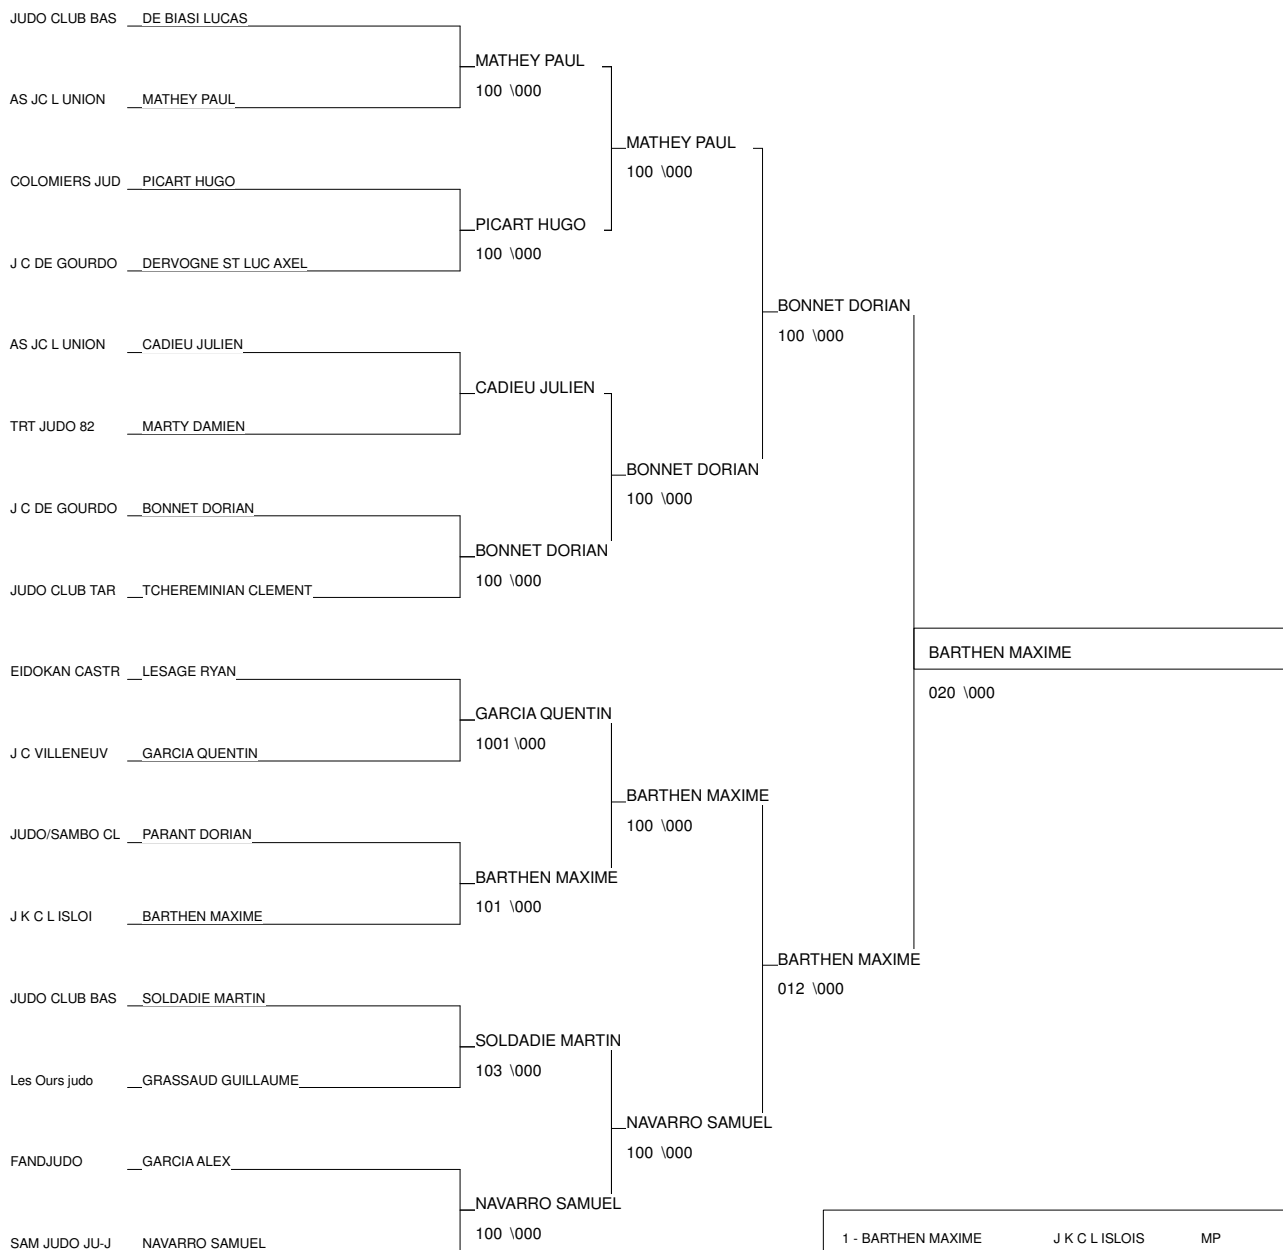 JUDO CLUB BAS DE BIASI LUCAS
MATHEY PAUL
100 \000
AS JC L UNION MATHEY PAUL
MATHEY PAUL
100 \000
COLOMIERS JUD PICART HUGO
PICART HUGO
100 \000
J C DE GOURDO DERVOGNE ST LUC AXEL
BONNET DORIAN
100 \000
AS JC L UNION CADIEU JULIEN
CADIEU JULIEN
TRT JUDO 82 MARTY DAMIEN
BONNET DORIAN
100 \000
J C DE GOURDO BONNET DORIAN
BONNET DORIAN
100 \000
JUDO CLUB TAR TCHEREMINIAN CLEMENT
BARTHEN MAXIME
020 \000
EIDOKAN CASTR LESAGE RYAN
GARCIA QUENTIN
1001 \000
J C VILLENEUV GARCIA QUENTIN
BARTHEN MAXIME
100 \000
JUDO/SAMBO CL PARANT DORIAN
BARTHEN MAXIME
101 \000
J K C L ISLOI BARTHEN MAXIME
BARTHEN MAXIME
012 \000
JUDO CLUB BAS SOLDADIE MARTIN
SOLDADIE MARTIN
103 \000
Les Ours judo GRASSAUD GUILLAUME
NAVARRO SAMUEL
100 \000
FANDJUDO GARCIA ALEX
NAVARRO SAMUEL
100 \000
SAM JUDO JU-J NAVARRO SAMUEL
1 - BARTHEN MAXIME J K C L ISLOIS MP